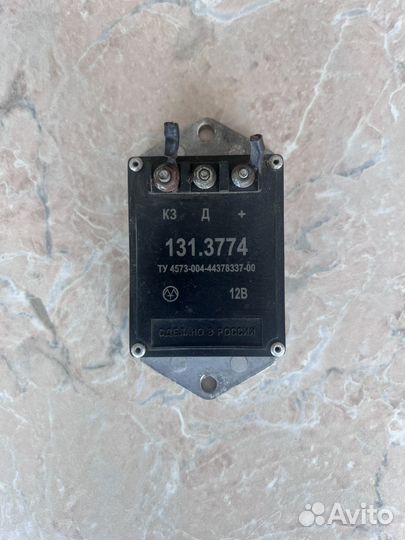 КЗ Д +
131.3774
ТУ 4573-004-44378337-00
12В
СДЕЛАНО В РОССИИ
Avito